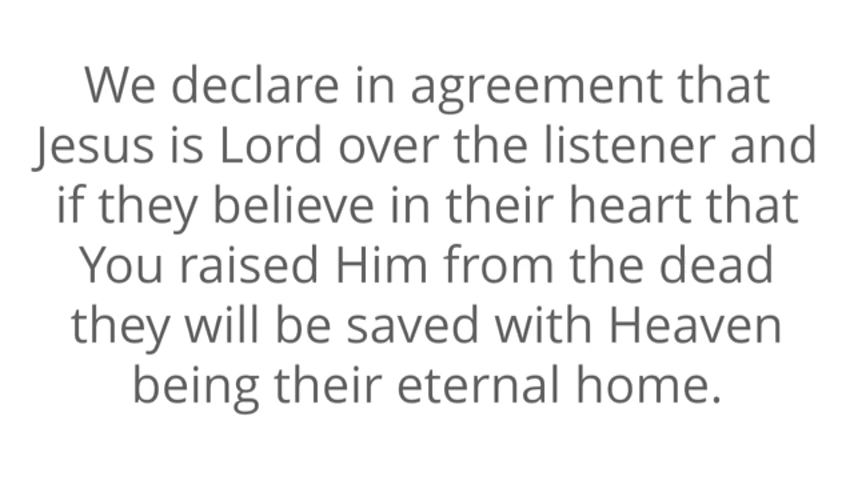 We declare in agreement that
Jesus is Lord over the listener and
if they believe in their heart that
You raised Him from the dead
they will be saved with Heaven
being their eternal home.